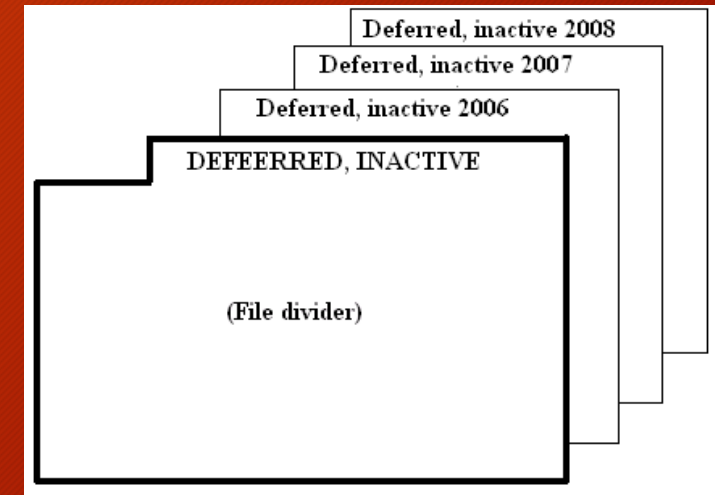 Deferred, inactive 2008
Deferred, inactive 2007
Deferred, inactive 2006
DEFEERRED, INACTIVE
(File divider)